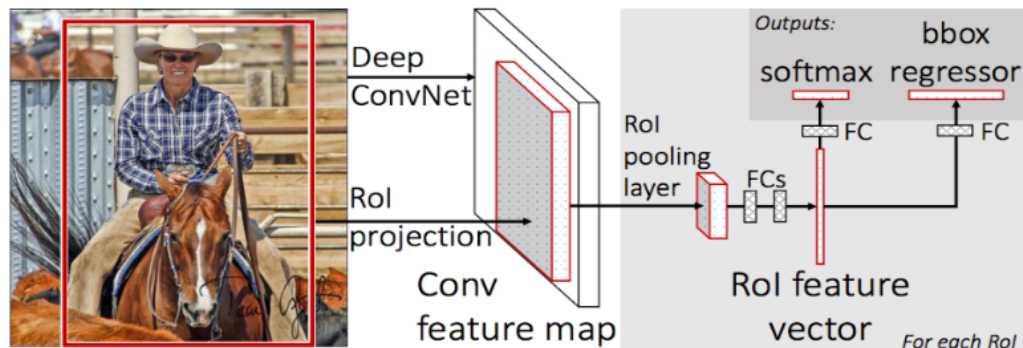 Deep
ConvNet
RoI
projection
Conv
feature map
RoI
pooling
layer
FCs
RoI feature
vector
For each RoI
Outputs:
softmax
bbox
regressor
FC
FC